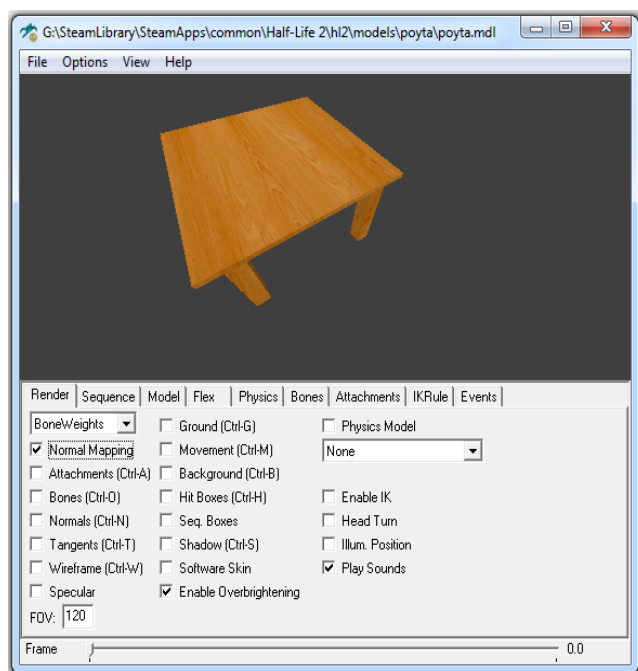 G:\SteamLibrary\SteamApps\common\Half-Life 2\hl2\models\poyta\poyta.mdl
File Options View Help
Render Sequence Model Flex Physics Bones Attachments IKRule Events
BoneWeights Ground (Ctrl-G) Physics Model
Normal Mapping Movement (Ctrl-M) None
Attachments (Ctrl-A) Background (Ctrl-B)
Bones (Ctrl-O) Hit Boxes (Ctrl-H) Enable IK
Normals (Ctrl-N) Seq. Boxes Head Turn
Tangents (Ctrl-T) Shadow (Ctrl-S) Illum. Position
Wireframe (Ctrl-W) Software Skin Play Sounds
Specular Enable Overbrightening
FOV: 120
Frame 0.0